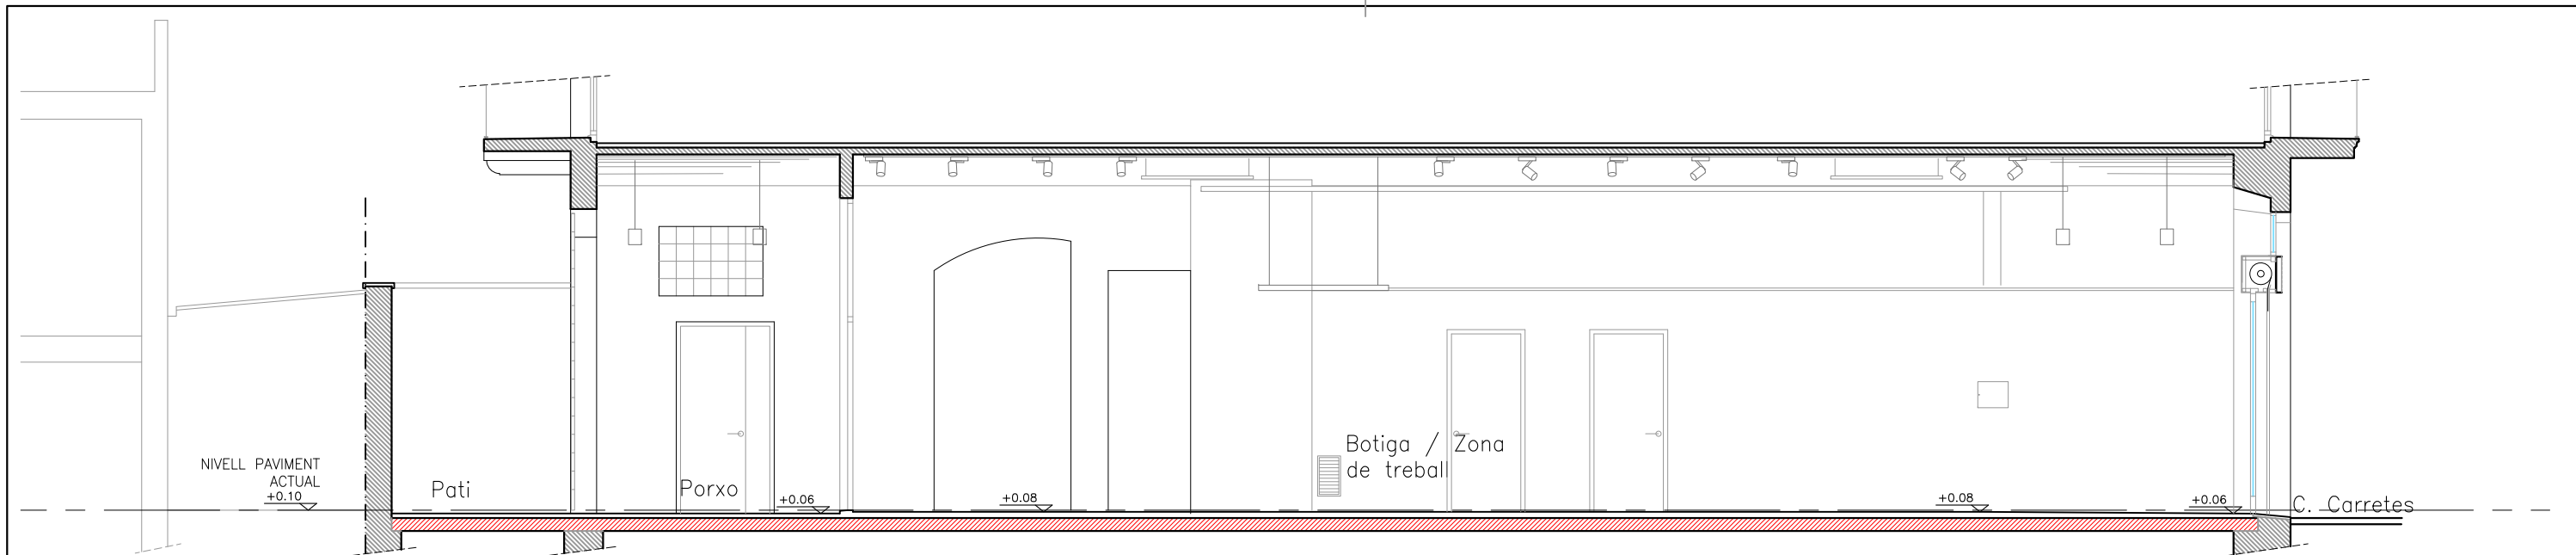 Botiga / Zona
de treball
NIVELL PAVIMENT
ACTUAL
+0.10
Pati
Porxo
+0.06
+0.08
+0.08
+0.06
C. Carretes